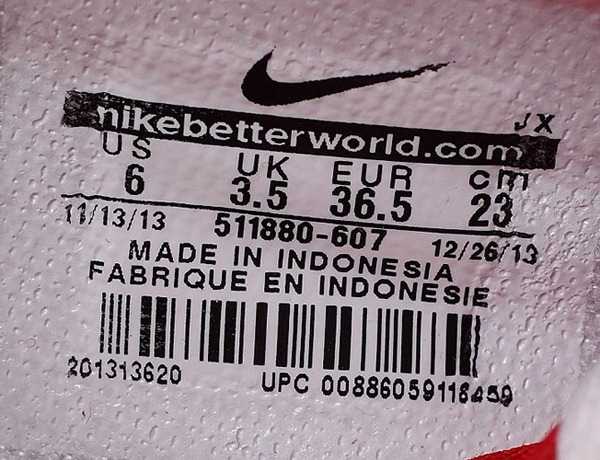 JX
nikebetterworld.com
US UK EUR cm
6 3.5 36.5 23
11/13/13 511880-607 12/26/13
MADE IN INDONESIA
FABRIQUE EN INDONESIE
201313620 UPC 00886059118459